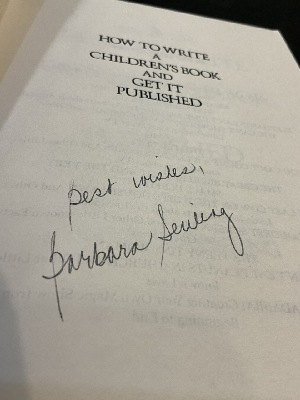 HOW TO WRITE
A
CHILDREN'S BOOK
AND
GET IT
PUBLISHED
Best wishes,
Barbara Seuling